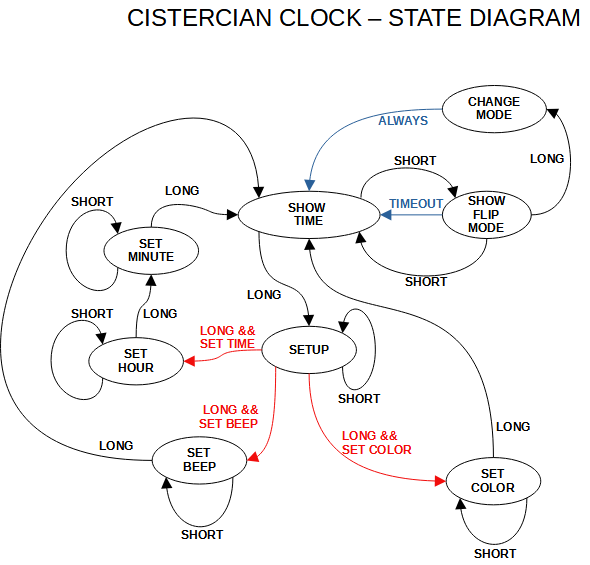 CISTERCIAN CLOCK – STATE DIAGRAM
CHANGE
MODE
ALWAYS
SHORT
LONG
SHORT
LONG
SHOW
TIME
TIMEOUT
SHOW
FLIP
MODE
SET
MINUTE
SHORT
LONG
SHORT
LONG
LONG &&
SET TIME
SETUP
SET
HOUR
SHORT
LONG &&
SET BEEP
LONG &&
SET COLOR
LONG
LONG
SET
BEEP
SET
COLOR
SHORT
SHORT